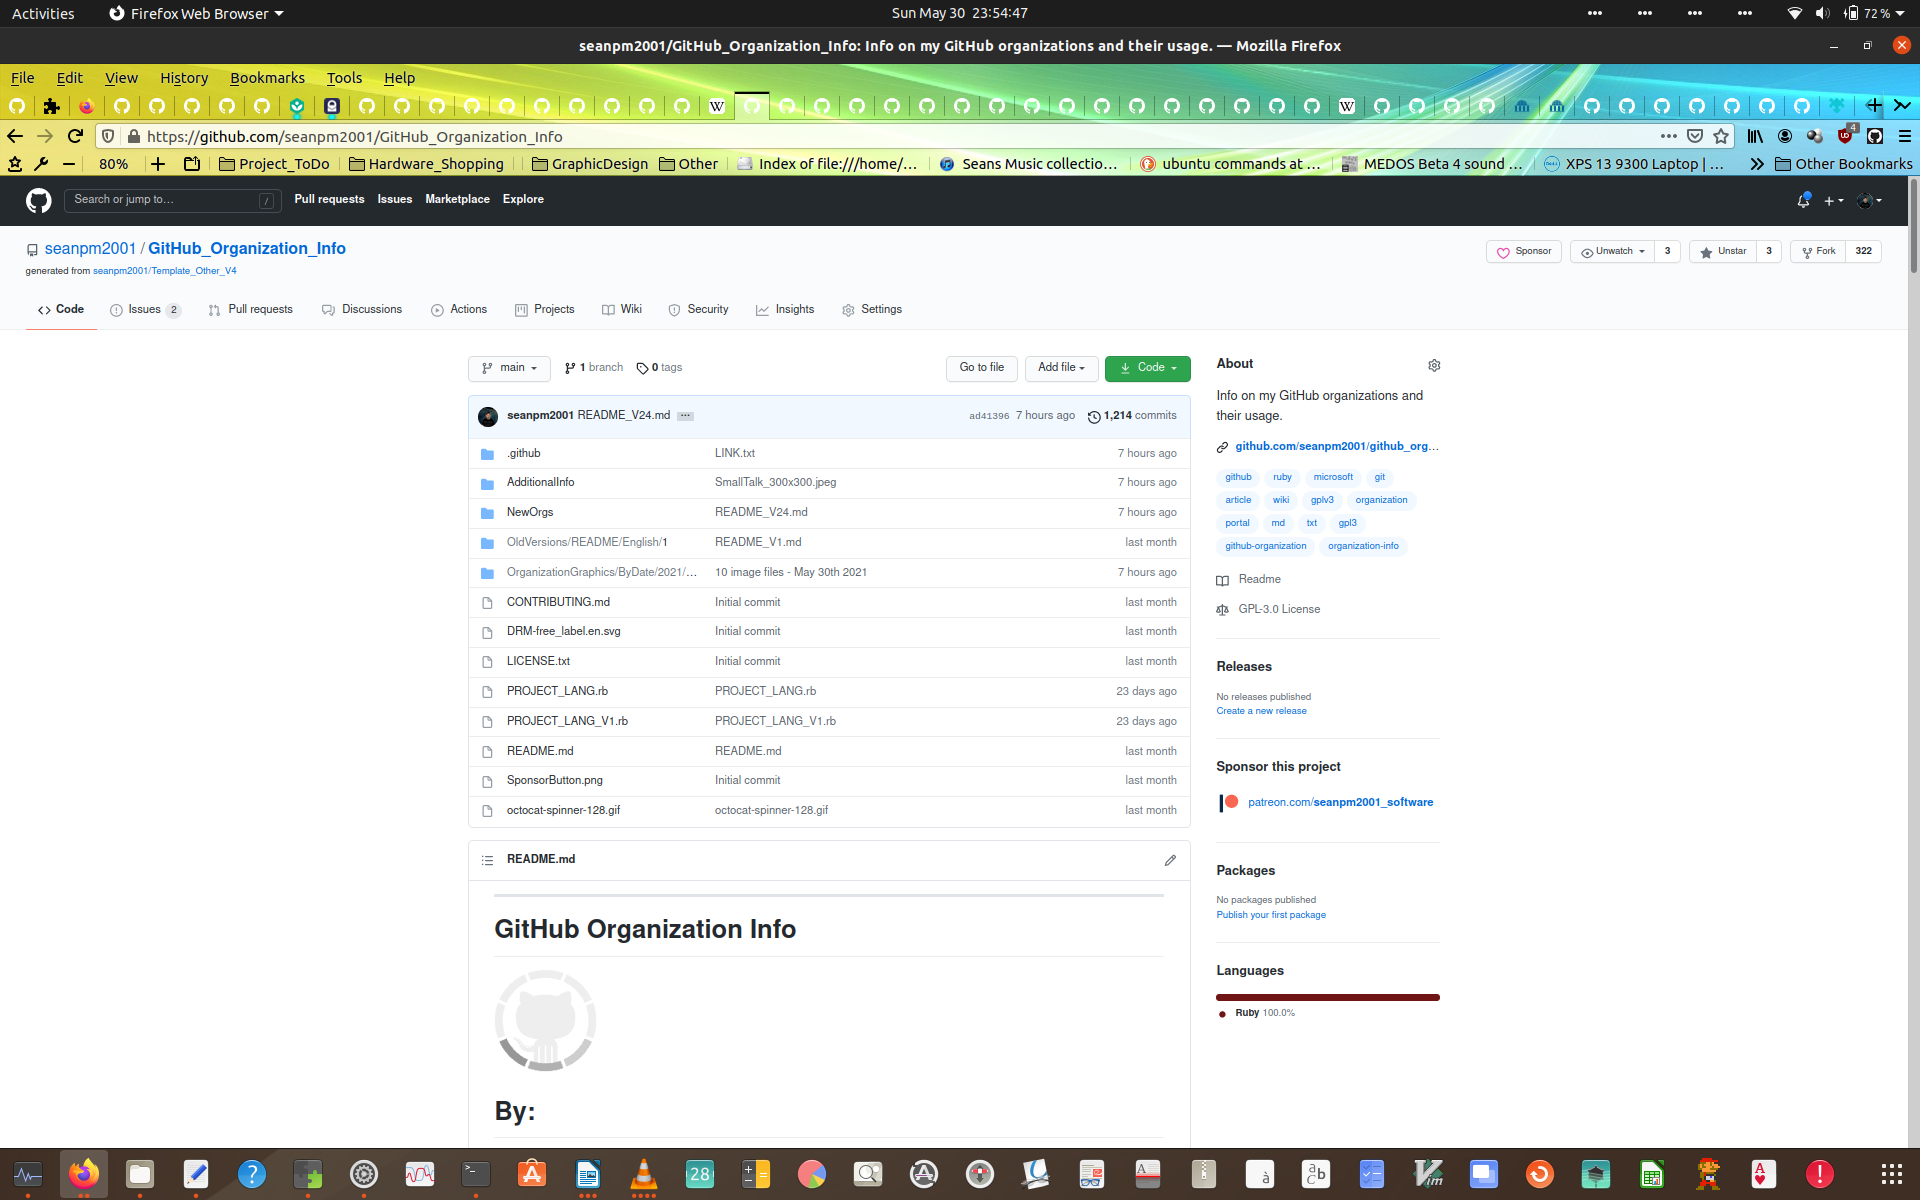 Activities Firefox Web Browser Sun May 30 23:54:47 72 %
seanpm2001/GitHub_Organization_Info: Info on my GitHub organizations and their usage. — Mozilla Firefox
File Edit View History Bookmarks Tools Help
https://github.com/seanpm2001/GitHub_Organization_Info 4
80% Project_ToDo Hardware_Shopping GraphicDesign Other Index of file:///home/... Seans Music collectio... ubuntu commands at ... MEDOS Beta 4 sound ... XPS 13 9300 Laptop | ... Other Bookmarks
Search or jump to... / Pull requests Issues Marketplace Explore
seanpm2001 / GitHub_Organization_Info Sponsor Unwatch 3 Unstar 3 Fork 322
generated from seanpm2001/Template_Other_V4
Code Issues 2 Pull requests Discussions Actions Projects Wiki Security Insights Settings
main 1 branch 0 tags Go to file Add file Code
seanpm2001 README_V24.md ... ad41396 7 hours ago 1,214 commits
.github LINK.txt 7 hours ago
AdditionalInfo SmallTalk_300x300.jpeg 7 hours ago
NewOrgs README_V24.md 7 hours ago
OldVersions/README/English/1 README_V1.md last month
OrganizationGraphics/ByDate/2021/... 10 image files - May 30th 2021 7 hours ago
CONTRIBUTING.md Initial commit last month
DRM-free_label.en.svg Initial commit last month
LICENSE.txt Initial commit last month
PROJECT_LANG.rb PROJECT_LANG.rb 23 days ago
PROJECT_LANG_V1.rb PROJECT_LANG_V1.rb 23 days ago
README.md README.md last month
SponsorButton.png Initial commit last month
octocat-spinner-128.gif octocat-spinner-128.gif last month
README.md
GitHub Organization Info
By:
About
Info on my GitHub organizations and
their usage.
github.com/seanpm2001/github_org...
github ruby microsoft git
article wiki gplv3 organization
portal md txt gpl3
github-organization organization-info
Readme
GPL-3.0 License
Releases
No releases published
Create a new release
Sponsor this project
patreon.com/seanpm2001_software
Packages
No packages published
Publish your first package
Languages
Ruby 100.0%
28